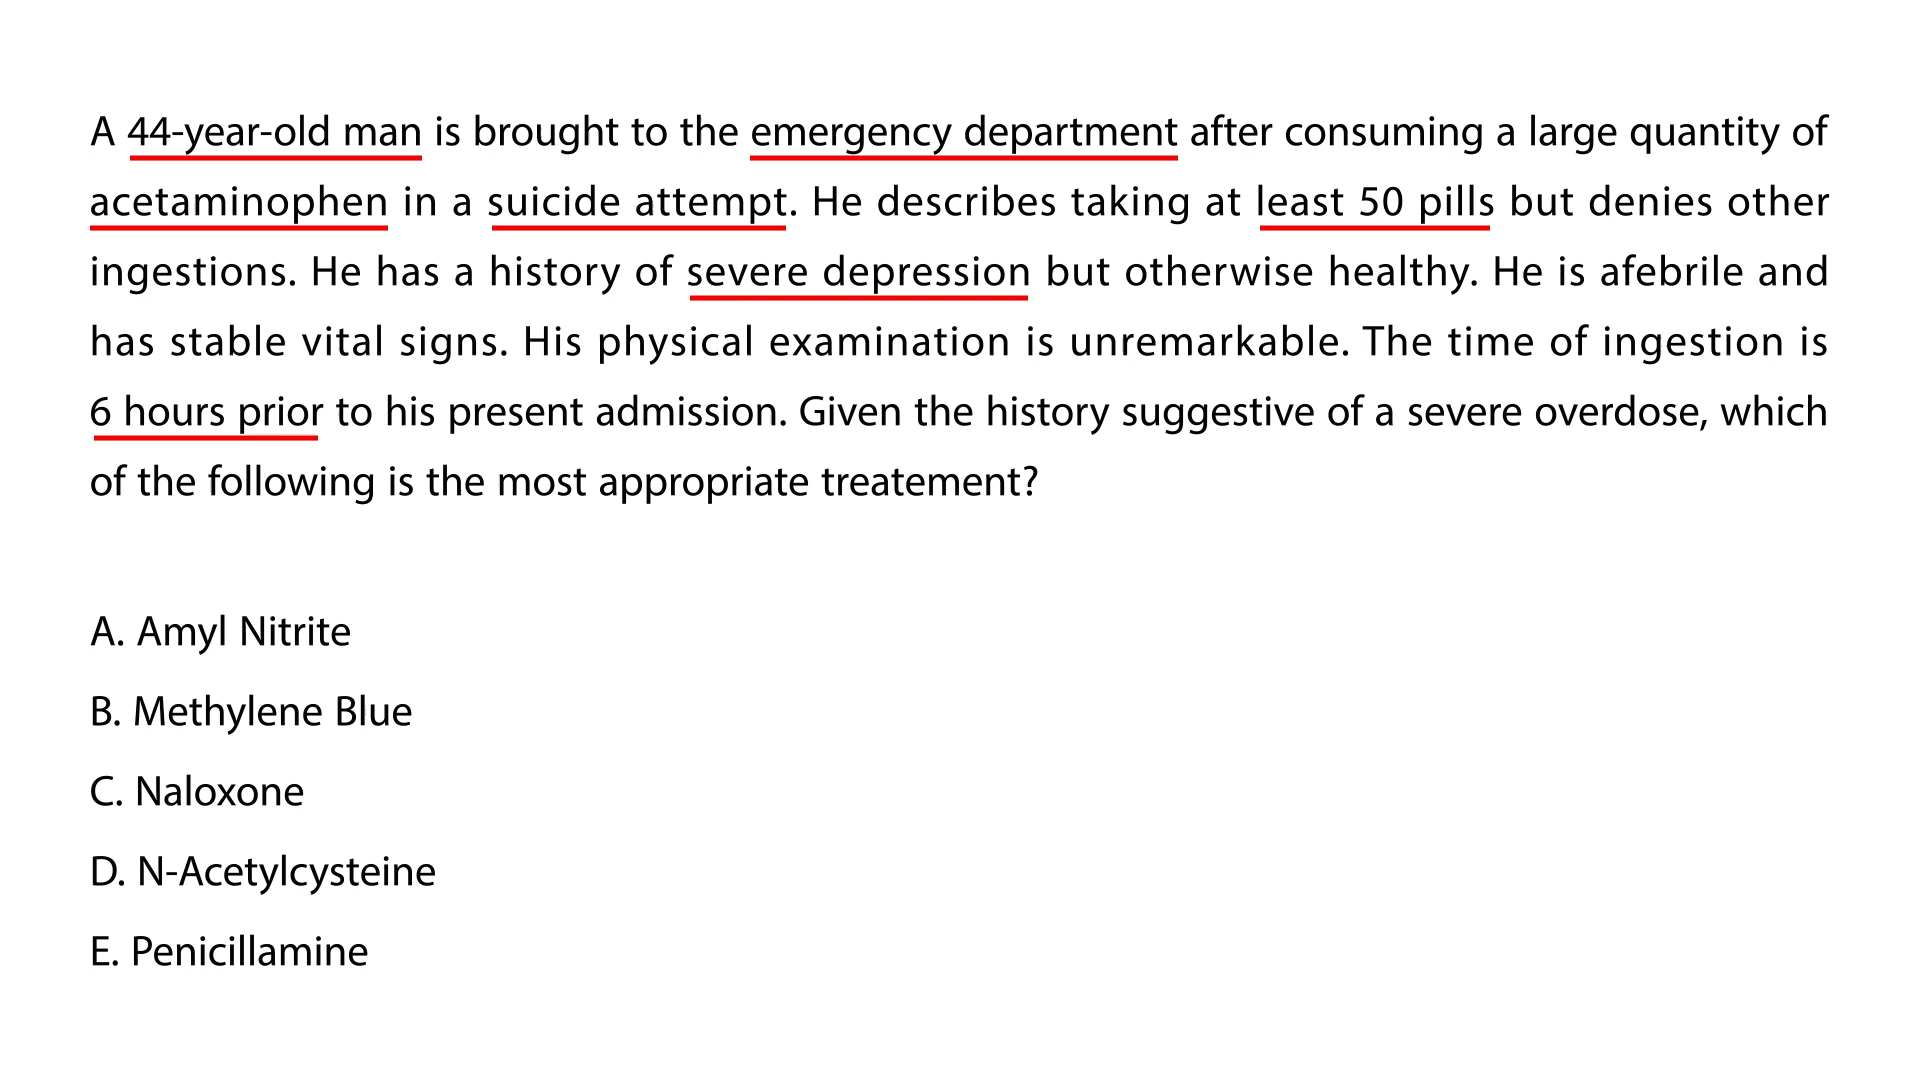 A 44-year-old man is brought to the emergency department after consuming a large quantity of
acetaminophen in a suicide attempt. He describes taking at least 50 pills but denies other
ingestions. He has a history of severe depression but otherwise healthy. He is afebrile and
has stable vital signs. His physical examination is unremarkable. The time of ingestion is
6 hours prior to his present admission. Given the history suggestive of a severe overdose, which
of the following is the most appropriate treatement?
A. Amyl Nitrite
B. Methylene Blue
C. Naloxone
D. N-Acetylcysteine
E. Penicillamine